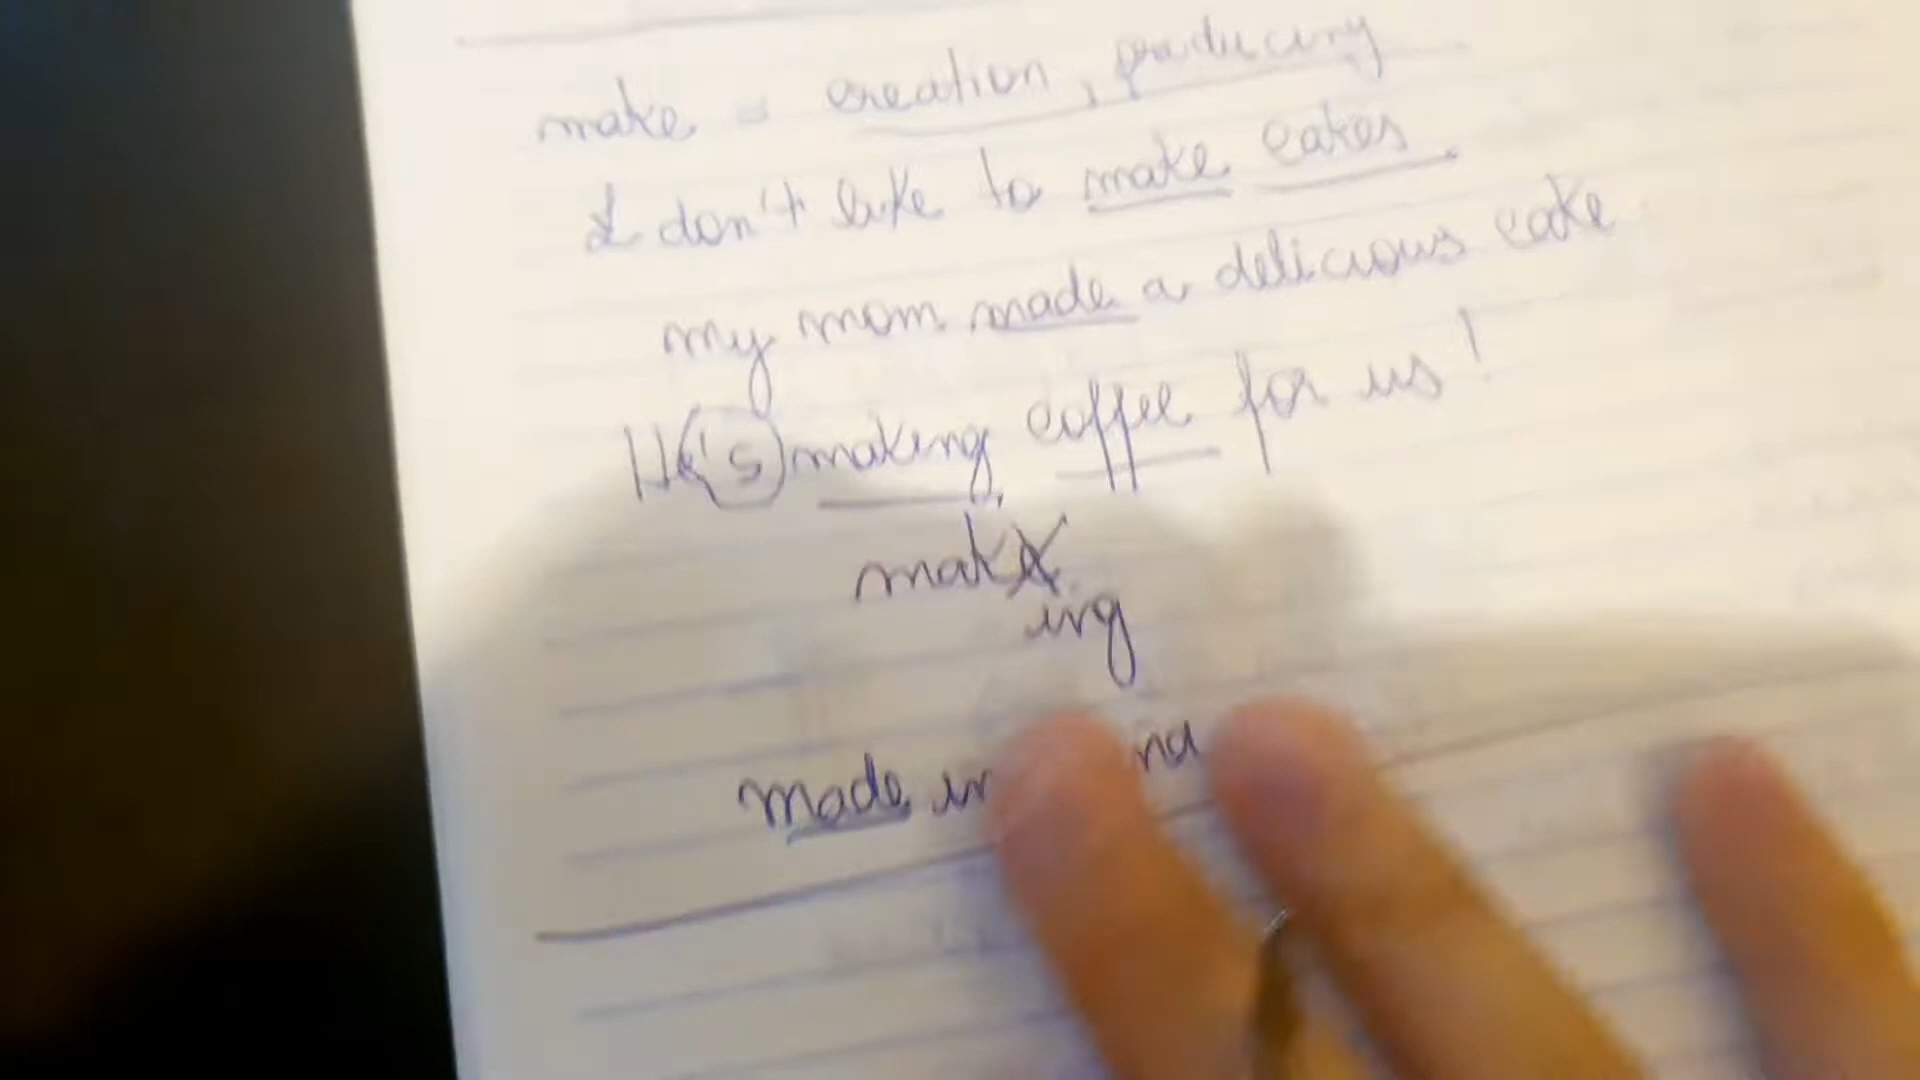 make = creation, producing
I don't like to make cakes.
my mom made a delicious cake.
He's making coffee for us!
make
ing
made in